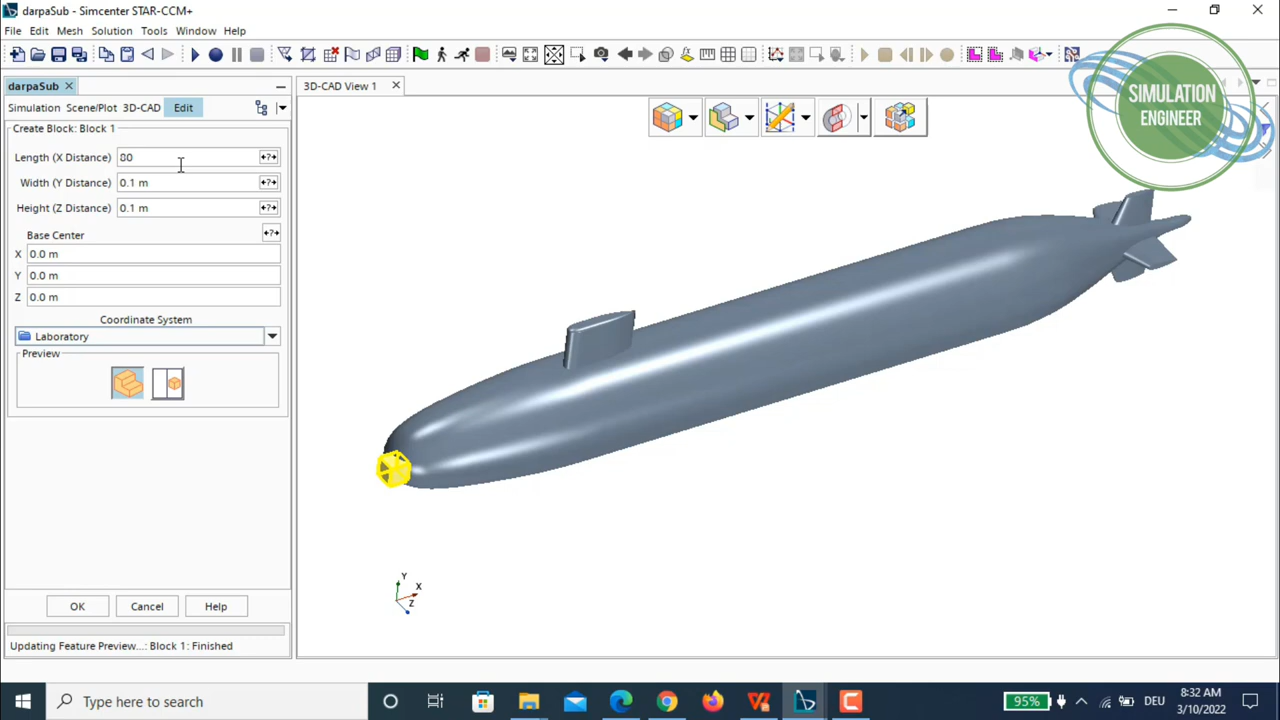 darpaSub - Simcenter STAR-CCM+
File Edit Mesh Solution Tools Window Help
darpaSub
3D-CAD View 1
Simulation Scene/Plot 3D-CAD Edit
Create Block: Block 1
Length (X Distance) 80
Width (Y Distance) 0.1 m
Height (Z Distance) 0.1 m
Base Center
X 0.0 m
Y 0.0 m
Z 0.0 m
Coordinate System
Laboratory
Preview
OK Cancel Help
Updating Feature Preview...: Block 1: Finished
SIMULATION
ENGINEER
Y
X
Z
Type here to search
95%
DEU
8:32 AM
3/10/2022